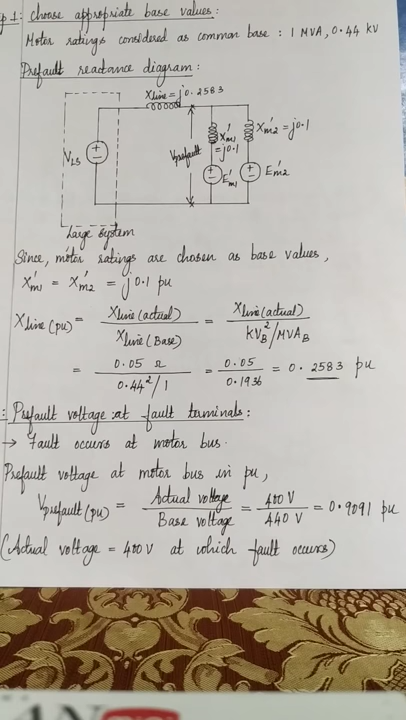 p 1: Choose appropriate base values:
Motor ratings considered as common base : 1 MVA, 0.44 kV
Prefault reactance diagram:
Xline = j0.2583
VLS
Vprefault
X'm1 = j0.1
X'm2 = j0.1
E'm1
E'm2
Large system
Since, motor ratings are chosen as base values,
X'm1 = X'm2 = j0.1 pu
Xline (pu) = Xline (actual) / Xline (Base) = Xline (actual) / KVB²/MVAB
= 0.05 Ω / 0.44²/1 = 0.05 / 0.1936 = 0.2583 pu
: Prefault voltage at fault terminals:
→ Fault occurs at motor bus.
Prefault voltage at motor bus in pu,
Vprefault (pu) = Actual voltage / Base voltage = 400 V / 440 V = 0.9091 pu
(Actual voltage = 400 V at which fault occurs)